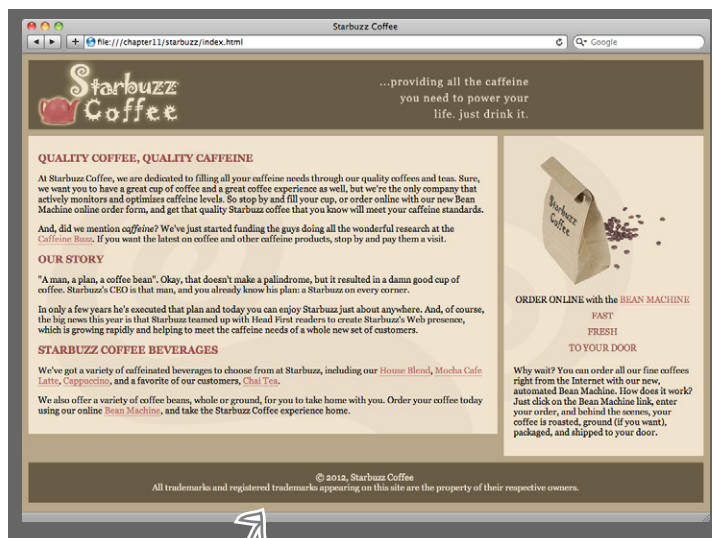 Starbuzz Coffee
file:///chapter11/starbuzz/index.html
Google
Starbuzz
Coffee
...providing all the caffeine
you need to power your
life. just drink it.
QUALITY COFFEE, QUALITY CAFFEINE
At Starbuzz Coffee, we are dedicated to filling all your caffeine needs through our quality coffees and teas. Sure,
we want you to have a great cup of coffee and a great coffee experience as well, but we're the only company that
actively monitors and optimizes caffeine levels. So stop by and fill your cup, or order online with our new Bean
Machine online order form, and get that quality Starbuzz coffee that you know will meet your caffeine standards.
And, did we mention caffeine? We've just started funding the guys doing all the wonderful research at the
Caffeine Buzz. If you want the latest on coffee and other caffeine products, stop by and pay them a visit.
OUR STORY
"A man, a plan, a coffee bean". Okay, that doesn't make a palindrome, but it resulted in a damn good cup of
coffee. Starbuzz's CEO is that man, and you already know his plan: a Starbuzz on every corner.
In only a few years he's executed that plan and today you can enjoy Starbuzz just about anywhere. And, of course,
the big news this year is that Starbuzz teamed up with Head First readers to create Starbuzz's Web presence,
which is growing rapidly and helping to meet the caffeine needs of a whole new set of customers.
STARBUZZ COFFEE BEVERAGES
We've got a variety of caffeinated beverages to choose from at Starbuzz, including our House Blend, Mocha Cafe
Latte, Cappuccino, and a favorite of our customers, Chai Tea.
We also offer a variety of coffee beans, whole or ground, for you to take home with you. Order your coffee today
using our online Bean Machine, and take the Starbuzz Coffee experience home.
Starbuzz
Coffee
ORDER ONLINE with the BEAN MACHINE
FAST
FRESH
TO YOUR DOOR
Why wait? You can order all our fine coffees
right from the Internet with our new,
automated Bean Machine. How does it work?
Just click on the Bean Machine link, enter
your order, and behind the scenes, your
coffee is roasted, ground (if you want),
packaged, and shipped to your door.
© 2012, Starbuzz Coffee
All trademarks and registered trademarks appearing on this site are the property of their respective owners.